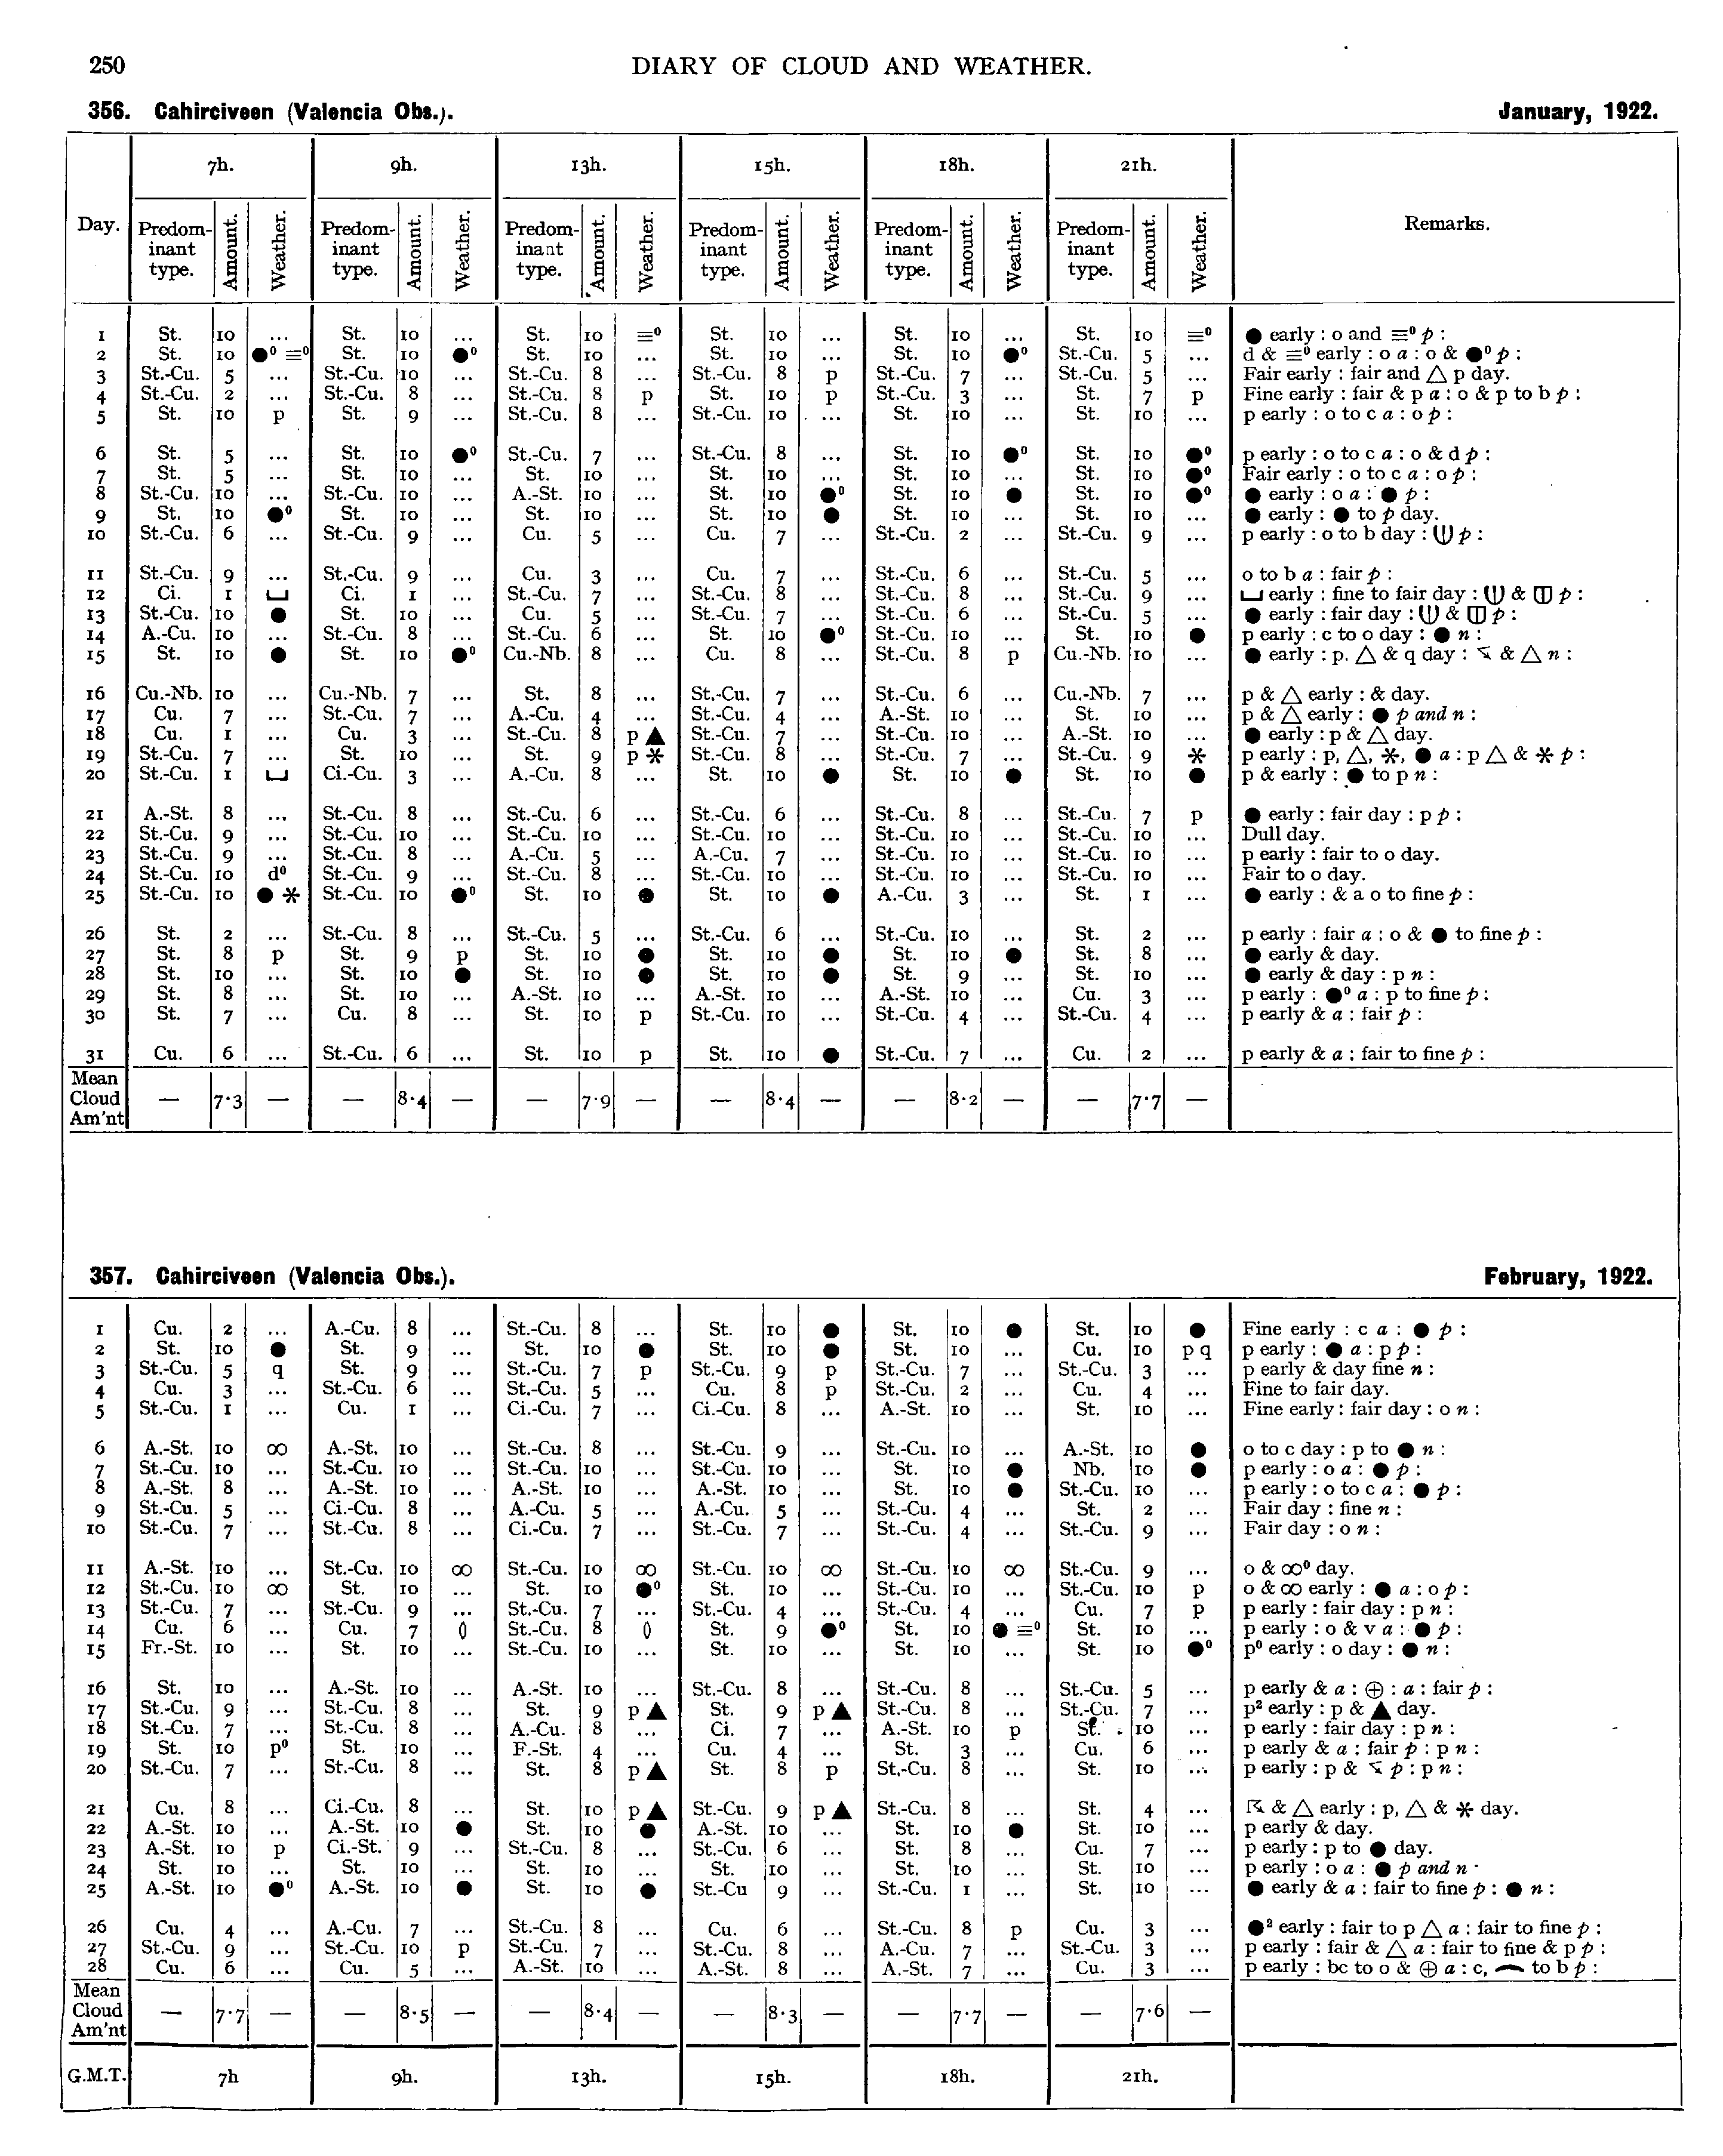 250
DIARY OF CLOUD AND WEATHER.
356. Cahirciveen (Valencia Obs.). January, 1922.
Day. 7h. 9h. 13h. 15h. 18h. 21h. Remarks.
Predominant type. Amount. Weather. Predominant type. Amount. Weather. Predominant type. Amount. Weather. Predominant type. Amount. Weather. Predominant type. Amount. Weather. Predominant type. Amount. Weather.
1 St. 10 ... St. 10 ... St. 10 ≡⁰ St. 10 ... St. 10 ... St. 10 ≡⁰ ● early : o and ≡⁰ p :
2 St. 10 ●⁰ ≡⁰ St. 10 ●⁰ St. 10 ... St. 10 ... St. 10 ●⁰ St.-Cu. 5 ... d & ≡⁰ early : o a : o & ●⁰ p :
3 St.-Cu. 5 ... St.-Cu. 10 ... St.-Cu. 8 ... St.-Cu. 8 p St.-Cu. 7 ... St.-Cu. 5 ... Fair early : fair and △ p day.
4 St.-Cu. 2 ... St.-Cu. 8 ... St.-Cu. 8 p St. 10 p St.-Cu. 3 ... St. 7 p Fine early : fair & p a : o & p to b p :
5 St. 10 p St. 9 ... St.-Cu. 8 ... St.-Cu. 10 ... St. 10 ... St. 10 ... p early : o to c a : o p :
6 St. 5 ... St. 10 ●⁰ St.-Cu. 7 ... St.-Cu. 8 ... St. 10 ●⁰ St. 10 ●⁰ p early : o to c a : o & d p :
7 St. 5 ... St. 10 ... St. 10 ... St. 10 ... St. 10 ... St. 10 ●⁰ Fair early : o to c a : o p :
8 St.-Cu. 10 ... St.-Cu. 10 ... A.-St. 10 ... St. 10 ●⁰ St. 10 ● St. 10 ●⁰ ● early : o a : ● p :
9 St. 10 ●⁰ St. 10 ... St. 10 ... St. 10 ● St. 10 ... St. 10 ... ● early : ● to p day.
10 St.-Cu. 6 ... St.-Cu. 9 ... Cu. 5 ... Cu. 7 ... St.-Cu. 2 ... St.-Cu. 9 ... p early : o to b day : p :
11 St.-Cu. 9 ... St.-Cu. 9 ... Cu. 3 ... Cu. 7 ... St.-Cu. 6 ... St.-Cu. 5 ... o to b a : fair p :
12 Ci. 1 ⌴ Ci. 1 ... St.-Cu. 7 ... St.-Cu. 8 ... St.-Cu. 8 ... St.-Cu. 9 ... ⌴ early : fine to fair day : & p :
13 St.-Cu. 10 ● St. 10 ... Cu. 5 ... St.-Cu. 7 ... St.-Cu. 6 ... St.-Cu. 5 ... ● early : fair day : & p :
14 A.-Cu. 10 ... St.-Cu. 8 ... St.-Cu. 6 ... St. 10 ●⁰ St.-Cu. 10 ... St. 10 ● p early : c to o day : ● n :
15 St. 10 ● St. 10 ●⁰ Cu.-Nb. 8 ... Cu. 8 ... St.-Cu. 8 p Cu.-Nb. 10 ... ● early : p, △ & q day : & △ n :
16 Cu.-Nb. 10 ... Cu.-Nb. 7 ... St. 8 ... St.-Cu. 7 ... St.-Cu. 6 ... Cu.-Nb. 7 ... p & △ early : & day.
17 Cu. 7 ... St.-Cu. 7 ... A.-Cu. 4 ... St.-Cu. 4 ... A.-St. 10 ... St. 10 ... p & △ early : ● p and n :
18 Cu. 1 ... Cu. 3 ... St.-Cu. 8 p ▲ St.-Cu. 7 ... St.-Cu. 10 ... A.-St. 10 ... ● early : p & △ day.
19 St.-Cu. 7 ... St. 10 ... St. 9 p ✶ St.-Cu. 8 ... St.-Cu. 7 ... St.-Cu. 9 ✶ p early : p, △, ✶, ● a : p △ & ✶ p :
20 St.-Cu. 1 ⌴ Ci.-Cu. 3 ... A.-Cu. 8 ... St. 10 ● St. 10 ● St. 10 ● p & early : ● to p n :
21 A.-St. 8 ... St.-Cu. 8 ... St.-Cu. 6 ... St.-Cu. 6 ... St.-Cu. 8 ... St.-Cu. 7 p ● early : fair day : p p :
22 St.-Cu. 9 ... St.-Cu. 10 ... St.-Cu. 10 ... St.-Cu. 10 ... St.-Cu. 10 ... St.-Cu. 10 ... Dull day.
23 St.-Cu. 9 ... St.-Cu. 8 ... A.-Cu. 5 ... A.-Cu. 7 ... St.-Cu. 10 ... St.-Cu. 10 ... p early : fair to o day.
24 St.-Cu. 10 d⁰ St.-Cu. 9 ... St.-Cu. 8 ... St.-Cu. 10 ... St.-Cu. 10 ... St.-Cu. 10 ... Fair to o day.
25 St.-Cu. 10 ● ✶ St.-Cu. 10 ●⁰ St. 10 ● St. 10 ● A.-Cu. 3 ... St. 1 ... ● early : & a o to fine p :
26 St. 2 ... St.-Cu. 8 ... St.-Cu. 5 ... St.-Cu. 6 ... St.-Cu. 10 ... St. 2 ... p early : fair a : o & ● to fine p :
27 St. 8 p St. 9 p St. 10 ● St. 10 ● St. 10 ● St. 8 ... ● early & day.
28 St. 10 ... St. 10 ● St. 10 ● St. 10 ● St. 9 ... St. 10 ... ● early & day : p n :
29 St. 8 ... St. 10 ... A.-St. 10 ... A.-St. 10 ... A.-St. 10 ... Cu. 3 ... p early : ●⁰ a : p to fine p :
30 St. 7 ... Cu. 8 ... St. 10 p St.-Cu. 10 ... St.-Cu. 4 ... St.-Cu. 4 ... p early & a : fair p :
31 Cu. 6 ... St.-Cu. 6 ... St. 10 p St. 10 ● St.-Cu. 7 ... Cu. 2 ... p early & a : fair to fine p :
Mean Cloud Am'nt — 7·3 — — 8·4 — — 7·9 — — 8·4 — — 8·2 — — 7·7 —
357. Cahirciveen (Valencia Obs.). February, 1922.
1 Cu. 2 ... A.-Cu. 8 ... St.-Cu. 8 ... St. 10 ● St. 10 ● St. 10 ● Fine early : c a : ● p :
2 St. 10 ● St. 9 ... St. 10 ● St. 10 ● St. 10 ... Cu. 10 p q p early : ● a : p p :
3 St.-Cu. 5 q St. 9 ... St.-Cu. 7 p St.-Cu. 9 p St.-Cu. 7 ... St.-Cu. 3 ... p early & day fine n :
4 Cu. 3 ... St.-Cu. 6 ... St.-Cu. 5 ... Cu. 8 p St.-Cu. 2 ... Cu. 4 ... Fine to fair day.
5 St.-Cu. 1 ... Cu. 1 ... Ci.-Cu. 7 ... Ci.-Cu. 8 ... A.-St. 10 ... St. 10 ... Fine early : fair day : o n :
6 A.-St. 10 ∞ A.-St. 10 ... St.-Cu. 8 ... St.-Cu. 9 ... St.-Cu. 10 ... A.-St. 10 ● o to c day : p to ● n :
7 St.-Cu. 10 ... St.-Cu. 10 ... St.-Cu. 10 ... St.-Cu. 10 ... St. 10 ● Nb. 10 ● p early : o a : ● p :
8 A.-St. 8 ... A.-St. 10 ... A.-St. 10 ... A.-St. 10 ... St. 10 ● St.-Cu. 10 ... p early : o to c a : ● p :
9 St.-Cu. 5 ... Ci.-Cu. 8 ... A.-Cu. 5 ... A.-Cu. 5 ... St.-Cu. 4 ... St. 2 ... Fair day : fine n :
10 St.-Cu. 7 ... St.-Cu. 8 ... Ci.-Cu. 7 ... St.-Cu. 7 ... St.-Cu. 4 ... St.-Cu. 9 ... Fair day : o n :
11 A.-St. 10 ... St.-Cu. 10 ∞ St.-Cu. 10 ∞ St.-Cu. 10 ∞ St.-Cu. 10 ∞ St.-Cu. 9 ... o & ∞⁰ day.
12 St.-Cu. 10 ∞ St. 10 ... St. 10 ●⁰ St. 10 ... St.-Cu. 10 ... St.-Cu. 10 p o & ∞ early : ● a : o p :
13 St.-Cu. 7 ... St.-Cu. 9 ... St.-Cu. 7 ... St.-Cu. 4 ... St.-Cu. 4 ... Cu. 7 p p early : fair day : p n :
14 Cu. 6 ... Cu. 7 () St.-Cu. 8 () St. 9 ●⁰ St. 10 ● ≡⁰ St. 10 ... p early : o & v a : ● p :
15 Fr.-St. 10 ... St. 10 ... St.-Cu. 10 ... St. 10 ... St. 10 ... St. 10 ●⁰ p⁰ early : o day : ● n :
16 St. 10 ... A.-St. 10 ... A.-St. 10 ... St.-Cu. 8 ... St.-Cu. 8 ... St.-Cu. 5 ... p early & a : ⊕ : a : fair p :
17 St.-Cu. 9 ... St.-Cu. 8 ... St. 9 p ▲ St. 9 p ▲ St.-Cu. 8 ... St.-Cu. 7 ... p² early : p & ▲ day.
18 St.-Cu. 7 ... St.-Cu. 8 ... A.-Cu. 8 ... Ci. 7 ... A.-St. 10 p St. 10 ... p early : fair day : p n :
19 St. 10 p⁰ St. 10 ... F.-St. 4 ... Cu. 4 ... St. 3 ... Cu. 6 ... p early & a : fair p : p n :
20 St.-Cu. 7 ... St.-Cu. 8 ... St. 8 p ▲ St. 8 p St.-Cu. 8 ... St. 10 ... p early : p & p : p n :
21 Cu. 8 ... Ci.-Cu. 8 ... St. 10 p ▲ St.-Cu. 9 p ▲ St.-Cu. 8 ... St. 4 ... & △ early : p, △ & ✶ day.
22 A.-St. 10 ... A.-St. 10 ● St. 10 ● A.-St. 10 ... St. 10 ● St. 10 ... p early & day.
23 A.-St. 10 p Ci.-St. 9 ... St.-Cu. 8 ... St.-Cu. 6 ... St. 8 ... Cu. 7 ... p early : p to ● day.
24 St. 10 ... St. 10 ... St. 10 ... St. 10 ... St. 10 ... St. 10 ... p early : o a : ● p and n ·
25 A.-St. 10 ●⁰ A.-St. 10 ● St. 10 ● St.-Cu 9 ... St.-Cu. 1 ... St. 10 ... ● early & a : fair to fine p : ● n :
26 Cu. 4 ... A.-Cu. 7 ... St.-Cu. 8 ... Cu. 6 ... St.-Cu. 8 p Cu. 3 ... ●² early : fair to p △ a : fair to fine p :
27 St.-Cu. 9 ... St.-Cu. 10 p St.-Cu. 7 ... St.-Cu. 8 ... A.-Cu. 7 ... St.-Cu. 3 ... p early : fair & △ a : fair to fine & p p :
28 Cu. 6 ... Cu. 5 ... A.-St. 10 ... A.-St. 8 ... A.-St. 7 ... Cu. 3 ... p early : bc to o & ⊕ a : c, ⌒ to b p :
Mean Cloud Am'nt — 7·7 — — 8·5 — — 8·4 — — 8·3 — — 7·7 — — 7·6 —
G.M.T. 7h 9h. 13h. 15h. 18h. 21h.